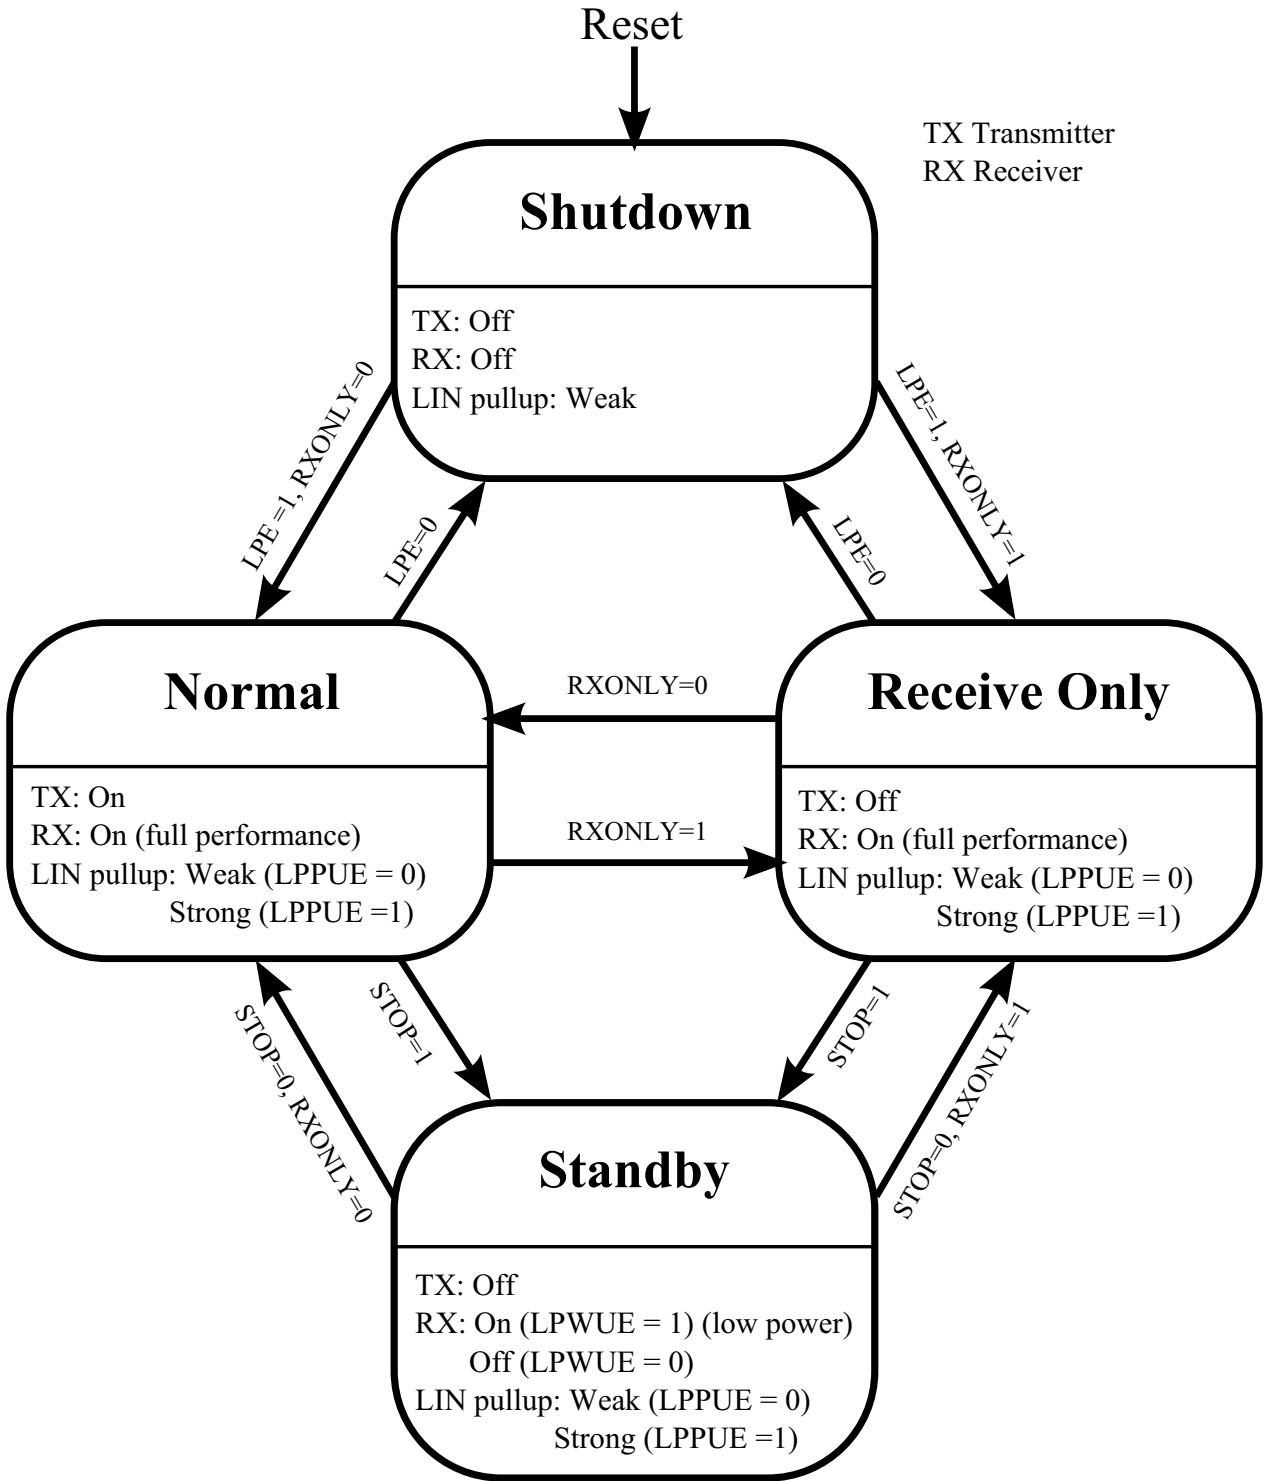 Reset
TX Transmitter
RX Receiver
Shutdown
TX: Off
RX: Off
LIN pullup: Weak
LPE =1, RXONLY=0
LPE=0
LPE=0
LPE=1, RXONLY=1
Normal
TX: On
RX: On (full performance)
LIN pullup: Weak (LPPUE = 0)
Strong (LPPUE =1)
RXONLY=0
RXONLY=1
Receive Only
TX: Off
RX: On (full performance)
LIN pullup: Weak (LPPUE = 0)
Strong (LPPUE =1)
STOP=0, RXONLY=0
STOP=1
STOP=1
STOP=0, RXONLY=1
Standby
TX: Off
RX: On (LPWUE = 1) (low power)
Off (LPWUE = 0)
LIN pullup: Weak (LPPUE = 0)
Strong (LPPUE =1)